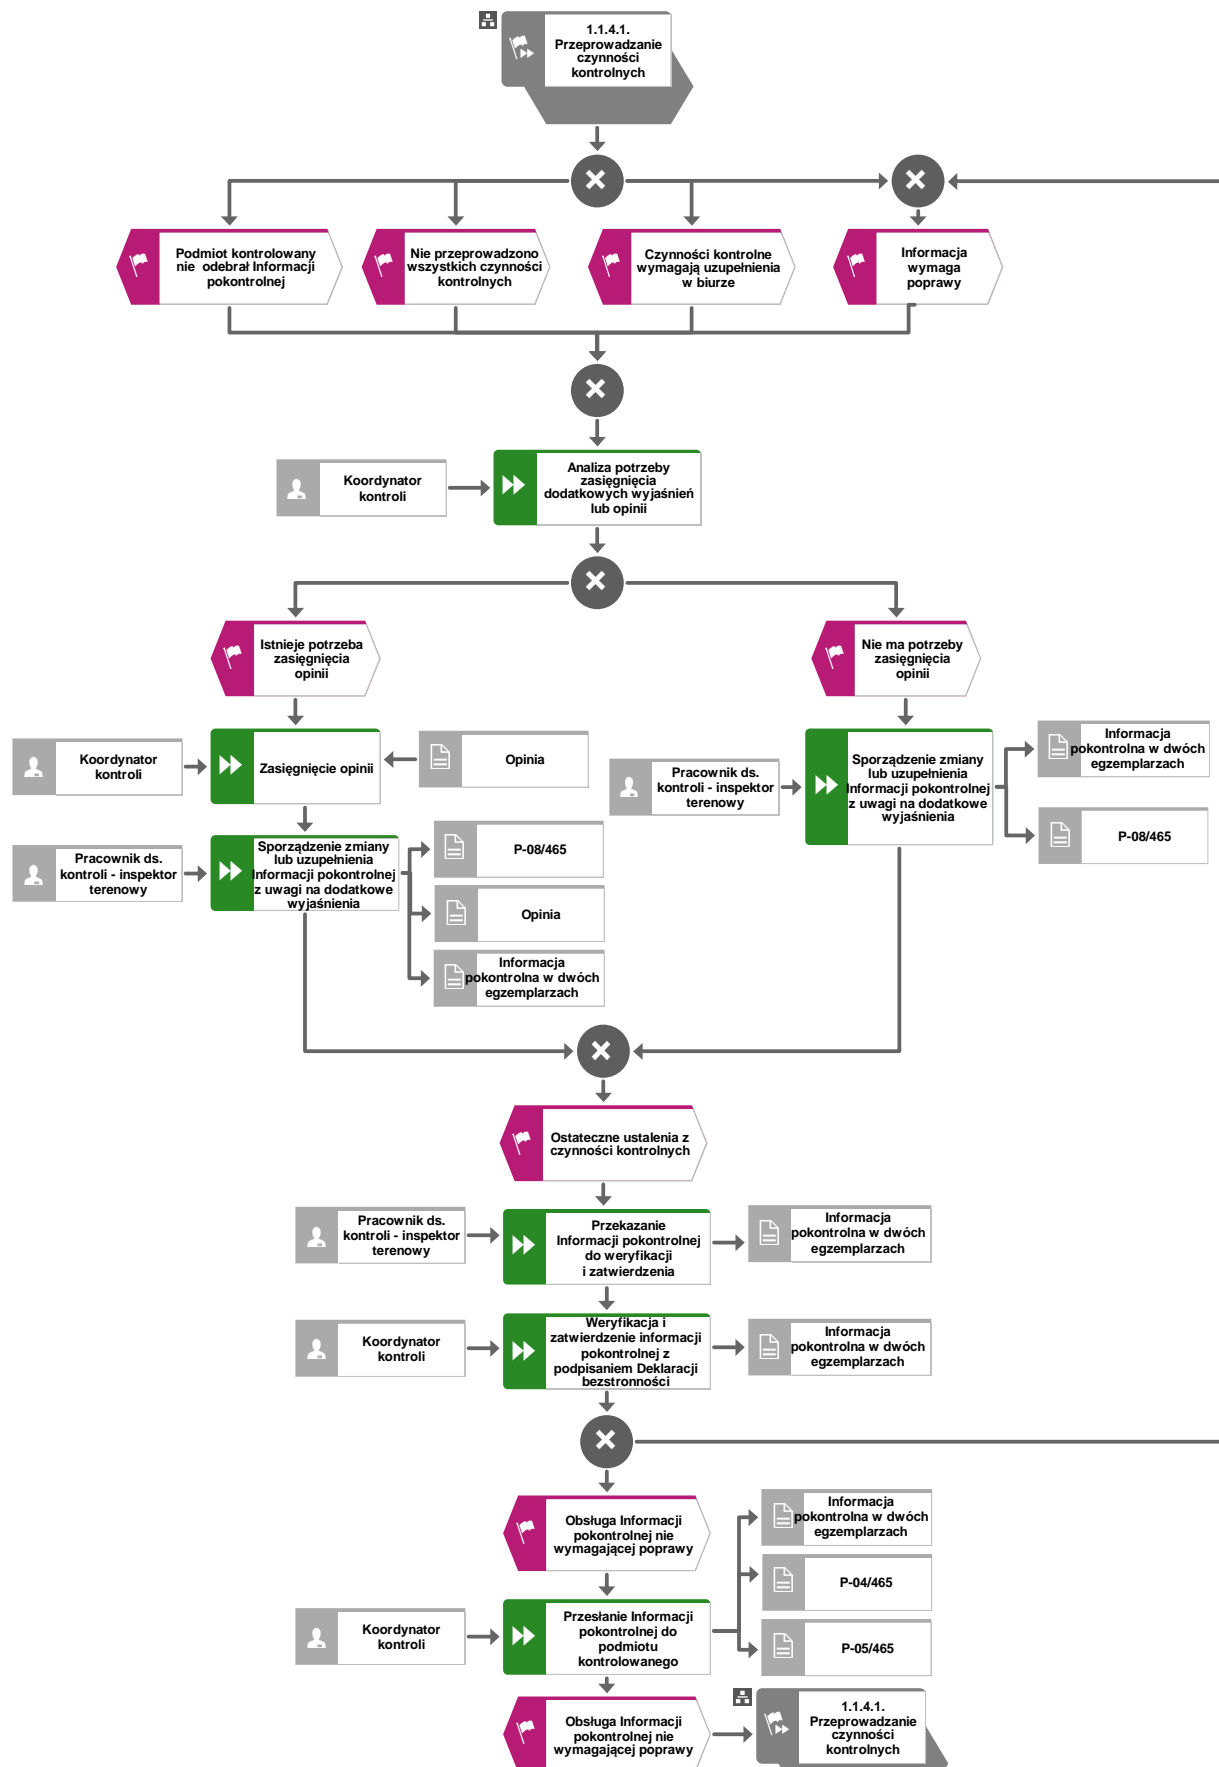 1.1.4.1.
Przeprowadzanie
czynności
kontrolnych
Podmiot kontrolowany
nie odebrał Informacji
pokontrolnej
Nie przeprowadzono
wszystkich czynności
kontrolnych
Czynności kontrolne
wymagają uzupełnienia
w biurze
Informacja
wymaga
poprawy
Koordynator
kontroli
Analiza potrzeby
zasięgnięcia
dodatkowych wyjaśnień
lub opinii
Istnieje potrzeba
zasięgnięcia
opinii
Nie ma potrzeby
zasięgnięcia
opinii
Koordynator
kontroli
Zasięgnięcie opinii
Opinia
Pracownik ds.
kontroli - inspektor
terenowy
Sporządzenie zmiany
lub uzupełnienia
Informacji pokontrolnej
z uwagi na dodatkowe
wyjaśnienia
Informacja
pokontrolna w dwóch
egzemplarzach
P-08/465
Pracownik ds.
kontroli - inspektor
terenowy
Sporządzenie zmiany
lub uzupełnienia
Informacji pokontrolnej
z uwagi na dodatkowe
wyjaśnienia
P-08/465
Opinia
Informacja
pokontrolna w dwóch
egzemplarzach
Ostateczne ustalenia z
czynności kontrolnych
Pracownik ds.
kontroli - inspektor
terenowy
Przekazanie
Informacji pokontrolnej
do weryfikacji
i zatwierdzenia
Informacja
pokontrolna w dwóch
egzemplarzach
Koordynator
kontroli
Weryfikacja i
zatwierdzenie informacji
pokontrolnej z
podpisaniem Deklaracji
bezstronności
Informacja
pokontrolna w dwóch
egzemplarzach
Obsługa Informacji
pokontrolnej nie
wymagającej poprawy
Informacja
pokontrolna w dwóch
egzemplarzach
P-04/465
Koordynator
kontroli
Przesłanie Informacji
pokontrolnej do
podmiotu
kontrolowanego
P-05/465
Obsługa Informacji
pokontrolnej nie
wymagającej poprawy
1.1.4.1.
Przeprowadzanie
czynności
kontrolnych